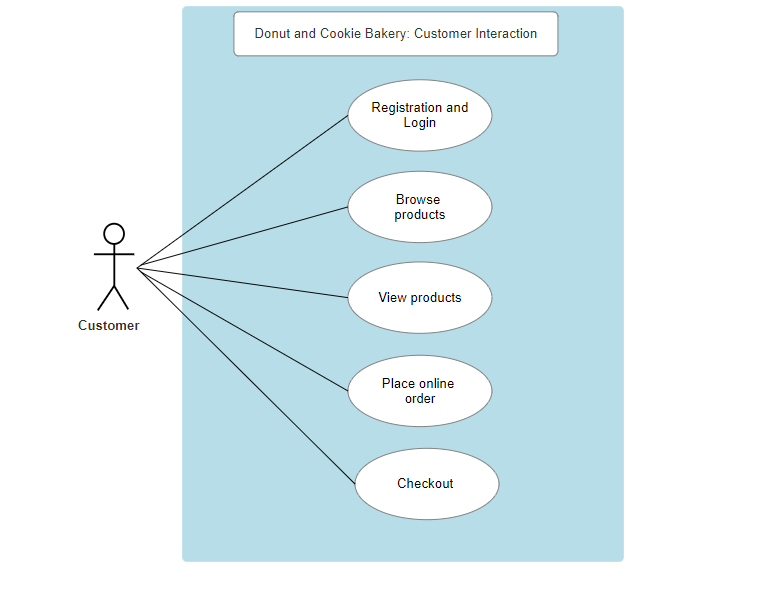 Donut and Cookie Bakery: Customer Interaction
Registration and
Login
Browse
products
View products
Customer
Place online
order
Checkout